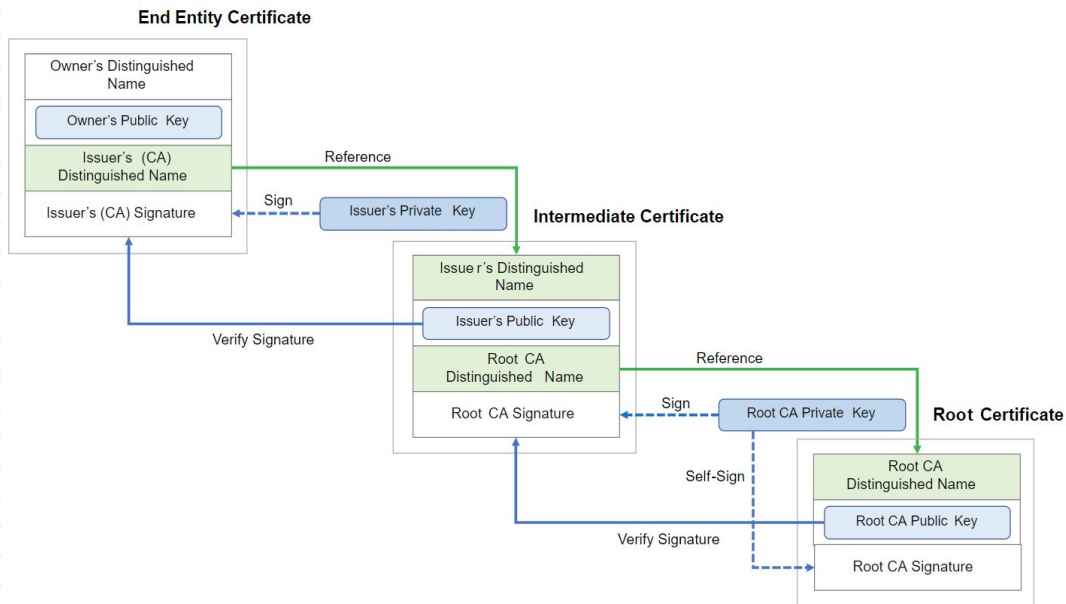 End Entity Certificate
Owner's Distinguished
Name
Owner's Public Key
Issuer's (CA)
Distinguished Name
Issuer's (CA) Signature
Reference
Sign
Issuer's Private Key
Verify Signature
Intermediate Certificate
Issue r's Distinguished
Name
Issuer's Public Key
Root CA
Distinguished Name
Root CA Signature
Reference
Sign
Root CA Private Key
Self-Sign
Verify Signature
Root Certificate
Root CA
Distinguished Name
Root CA Public Key
Root CA Signature